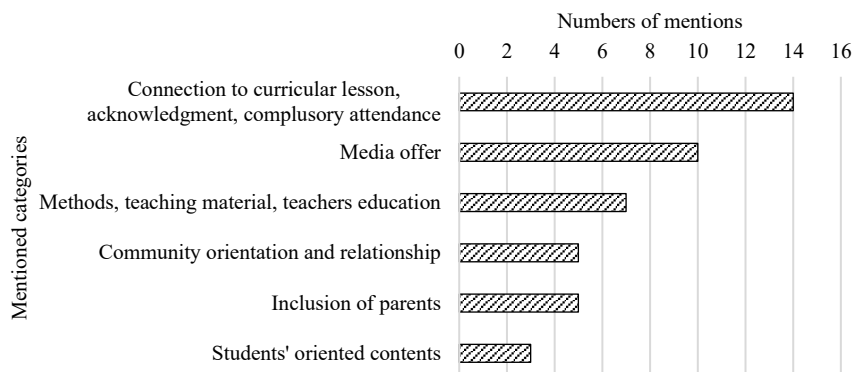 Numbers of mentions
0 2 4 6 8 10 12 14 16
Mentioned categories
Connection to curricular lesson,
acknowledgment, complusory attendance
Media offer
Methods, teaching material, teachers education
Community orientation and relationship
Inclusion of parents
Students' oriented contents